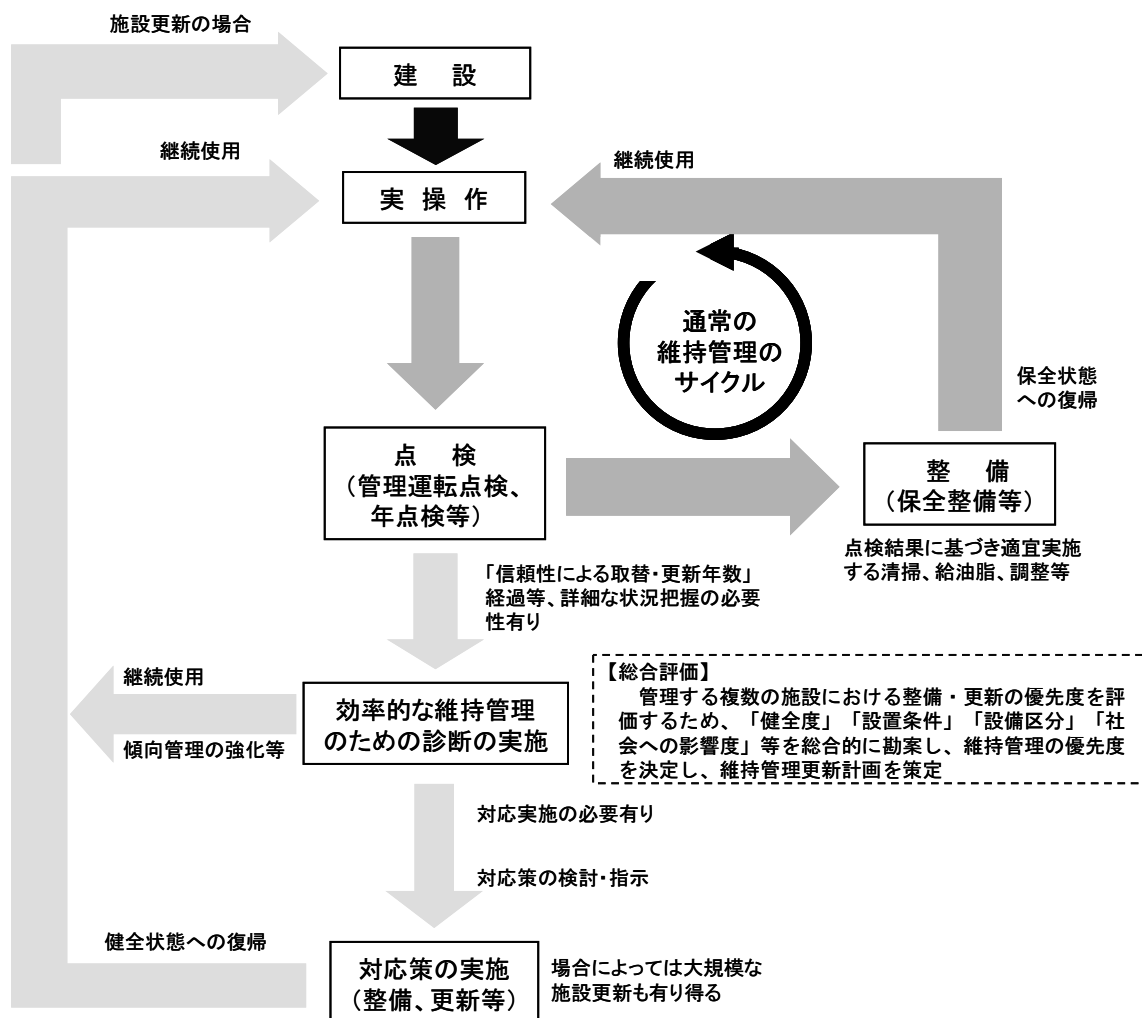 施設更新の場合
建 設
継続使用
実 操 作
継続使用
通常の
維持管理の
サイクル
保全状態
への復帰
点 検
(管理運転点検、
年点検等)
整 備
(保全整備等)
点検結果に基づき適宜実施
する清掃、給油脂、調整等
「信頼性による取替・更新年数」
経過等、詳細な状況把握の必要
性有り
継続使用
傾向管理の強化等
効率的な維持管理
のための診断の実施
【総合評価】
管理する複数の施設における整備・更新の優先度を評
価するため、「健全度」「設置条件」「設備区分」「社
会への影響度」等を総合的に勘案し、維持管理の優先度
を決定し、維持管理更新計画を策定
対応実施の必要有り
対応策の検討・指示
健全状態への復帰
対応策の実施
(整備、更新等)
場合によっては大規模な
施設更新も有り得る